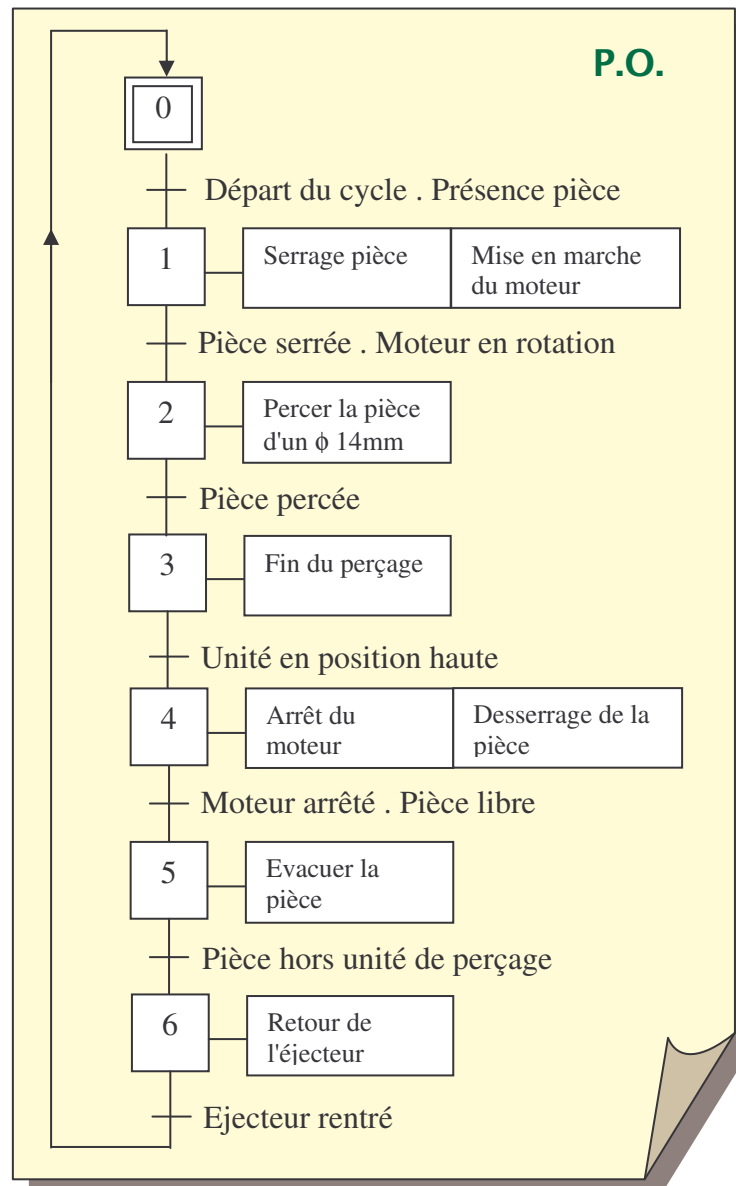 P.O.
0
Départ du cycle . Présence pièce
1
Serrage pièce
Mise en marche
du moteur
Pièce serrée . Moteur en rotation
2
Percer la pièce
d'un ϕ 14mm
Pièce percée
3
Fin du perçage
Unité en position haute
4
Arrêt du
moteur
Desserrage de la
pièce
Moteur arrêté . Pièce libre
5
Evacuer la
pièce
Pièce hors unité de perçage
6
Retour de
l'éjecteur
Ejecteur rentré